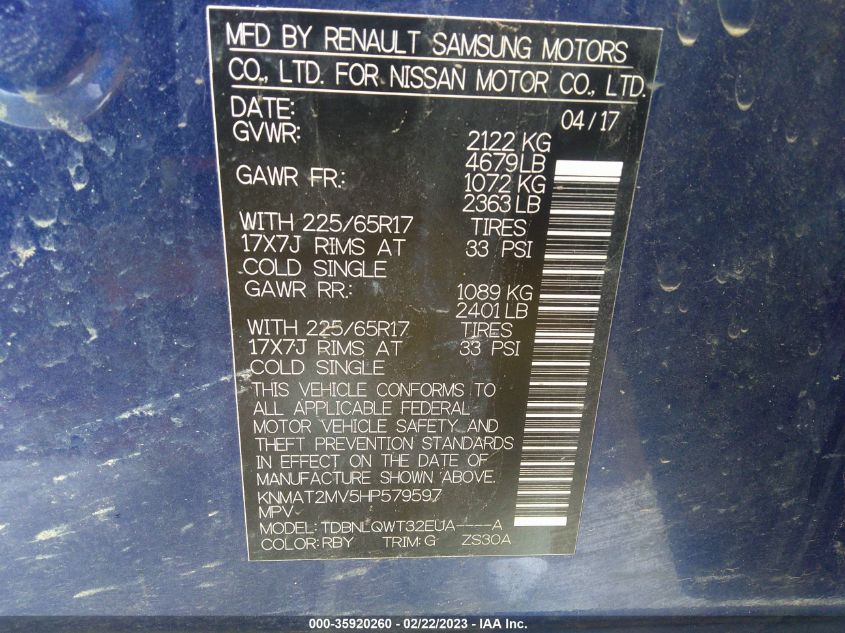 MFD BY RENAULT SAMSUNG MOTORS
CO., LTD. FOR NISSAN MOTOR CO., LTD.
DATE: 04/17
GVWR: 2122 KG
4679LB
GAWR FR.: 1072 KG
2363 LB
WITH 225/65R17 TIRES
17X7J RIMS AT 33 PSI
COLD SINGLE
GAWR RR.: 1089 KG
2401 LB
WITH 225/65R17 TIRES
17X7J RIMS AT 33 PSI
COLD SINGLE
THIS VEHICLE CONFORMS TO
ALL APPLICABLE FEDERAL
MOTOR VEHICLE SAFETY AND
THEFT PREVENTION STANDARDS
IN EFFECT ON THE DATE OF
MANUFACTURE SHOWN ABOVE.
KNMAT2MV5HP579597
MPV
MODEL: TDBNLQWT32EUA----A
COLOR: RBY TRIM: G ZS30A
000-35920260 - 02/22/2023 - IAA Inc.